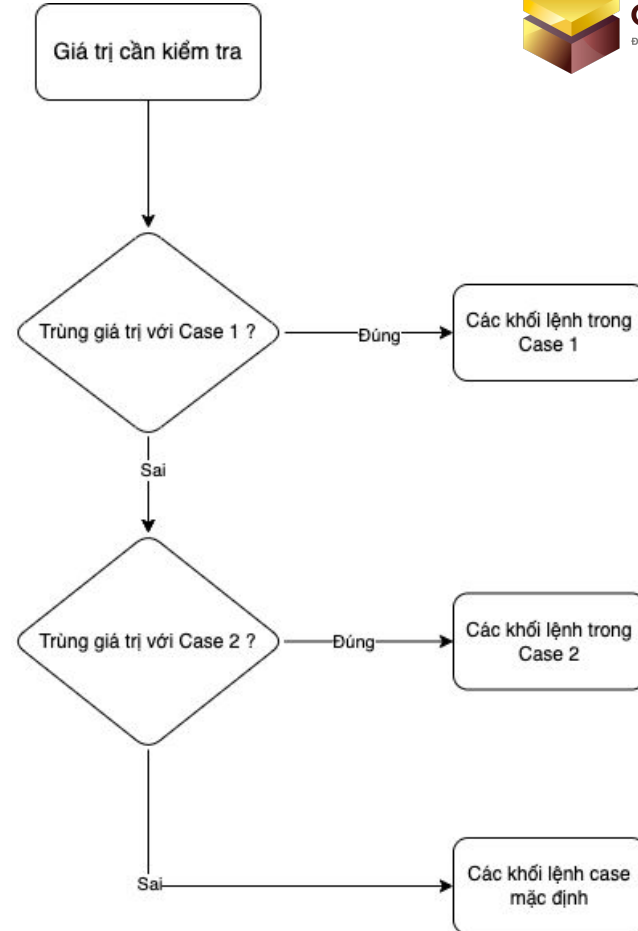 Giá trị cần kiểm tra
Trùng giá trị với Case 1 ?
Đúng
Các khối lệnh trong
Case 1
Sai
Trùng giá trị với Case 2 ?
Đúng
Các khối lệnh trong
Case 2
Sai
Các khối lệnh case
mặc định